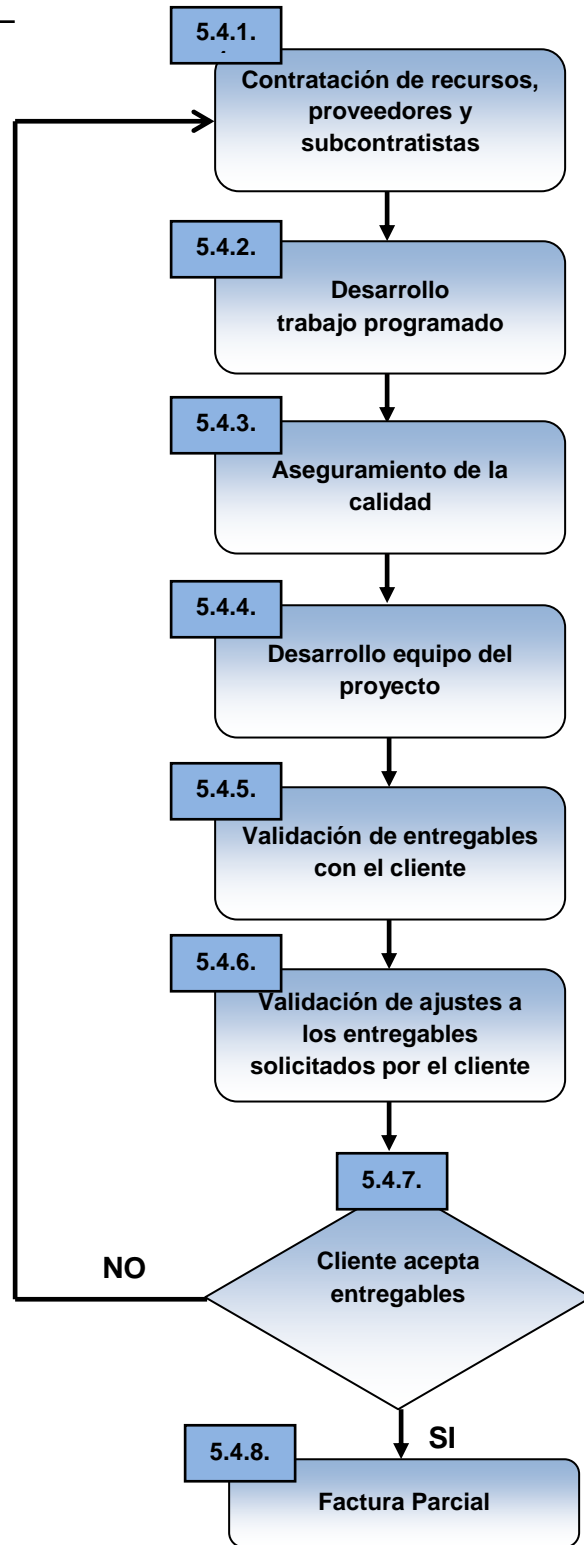 5.4.1.
Contratación de recursos,
proveedores y
subcontratistas
5.4.2.
Desarrollo
trabajo programado
5.4.3.
Aseguramiento de la
calidad
5.4.4.
Desarrollo equipo del
proyecto
5.4.5.
Validación de entregables
con el cliente
5.4.6.
Validación de ajustes a
los entregables
solicitados por el cliente
5.4.7.
Cliente acepta
entregables
NO
SI
5.4.8.
Factura Parcial